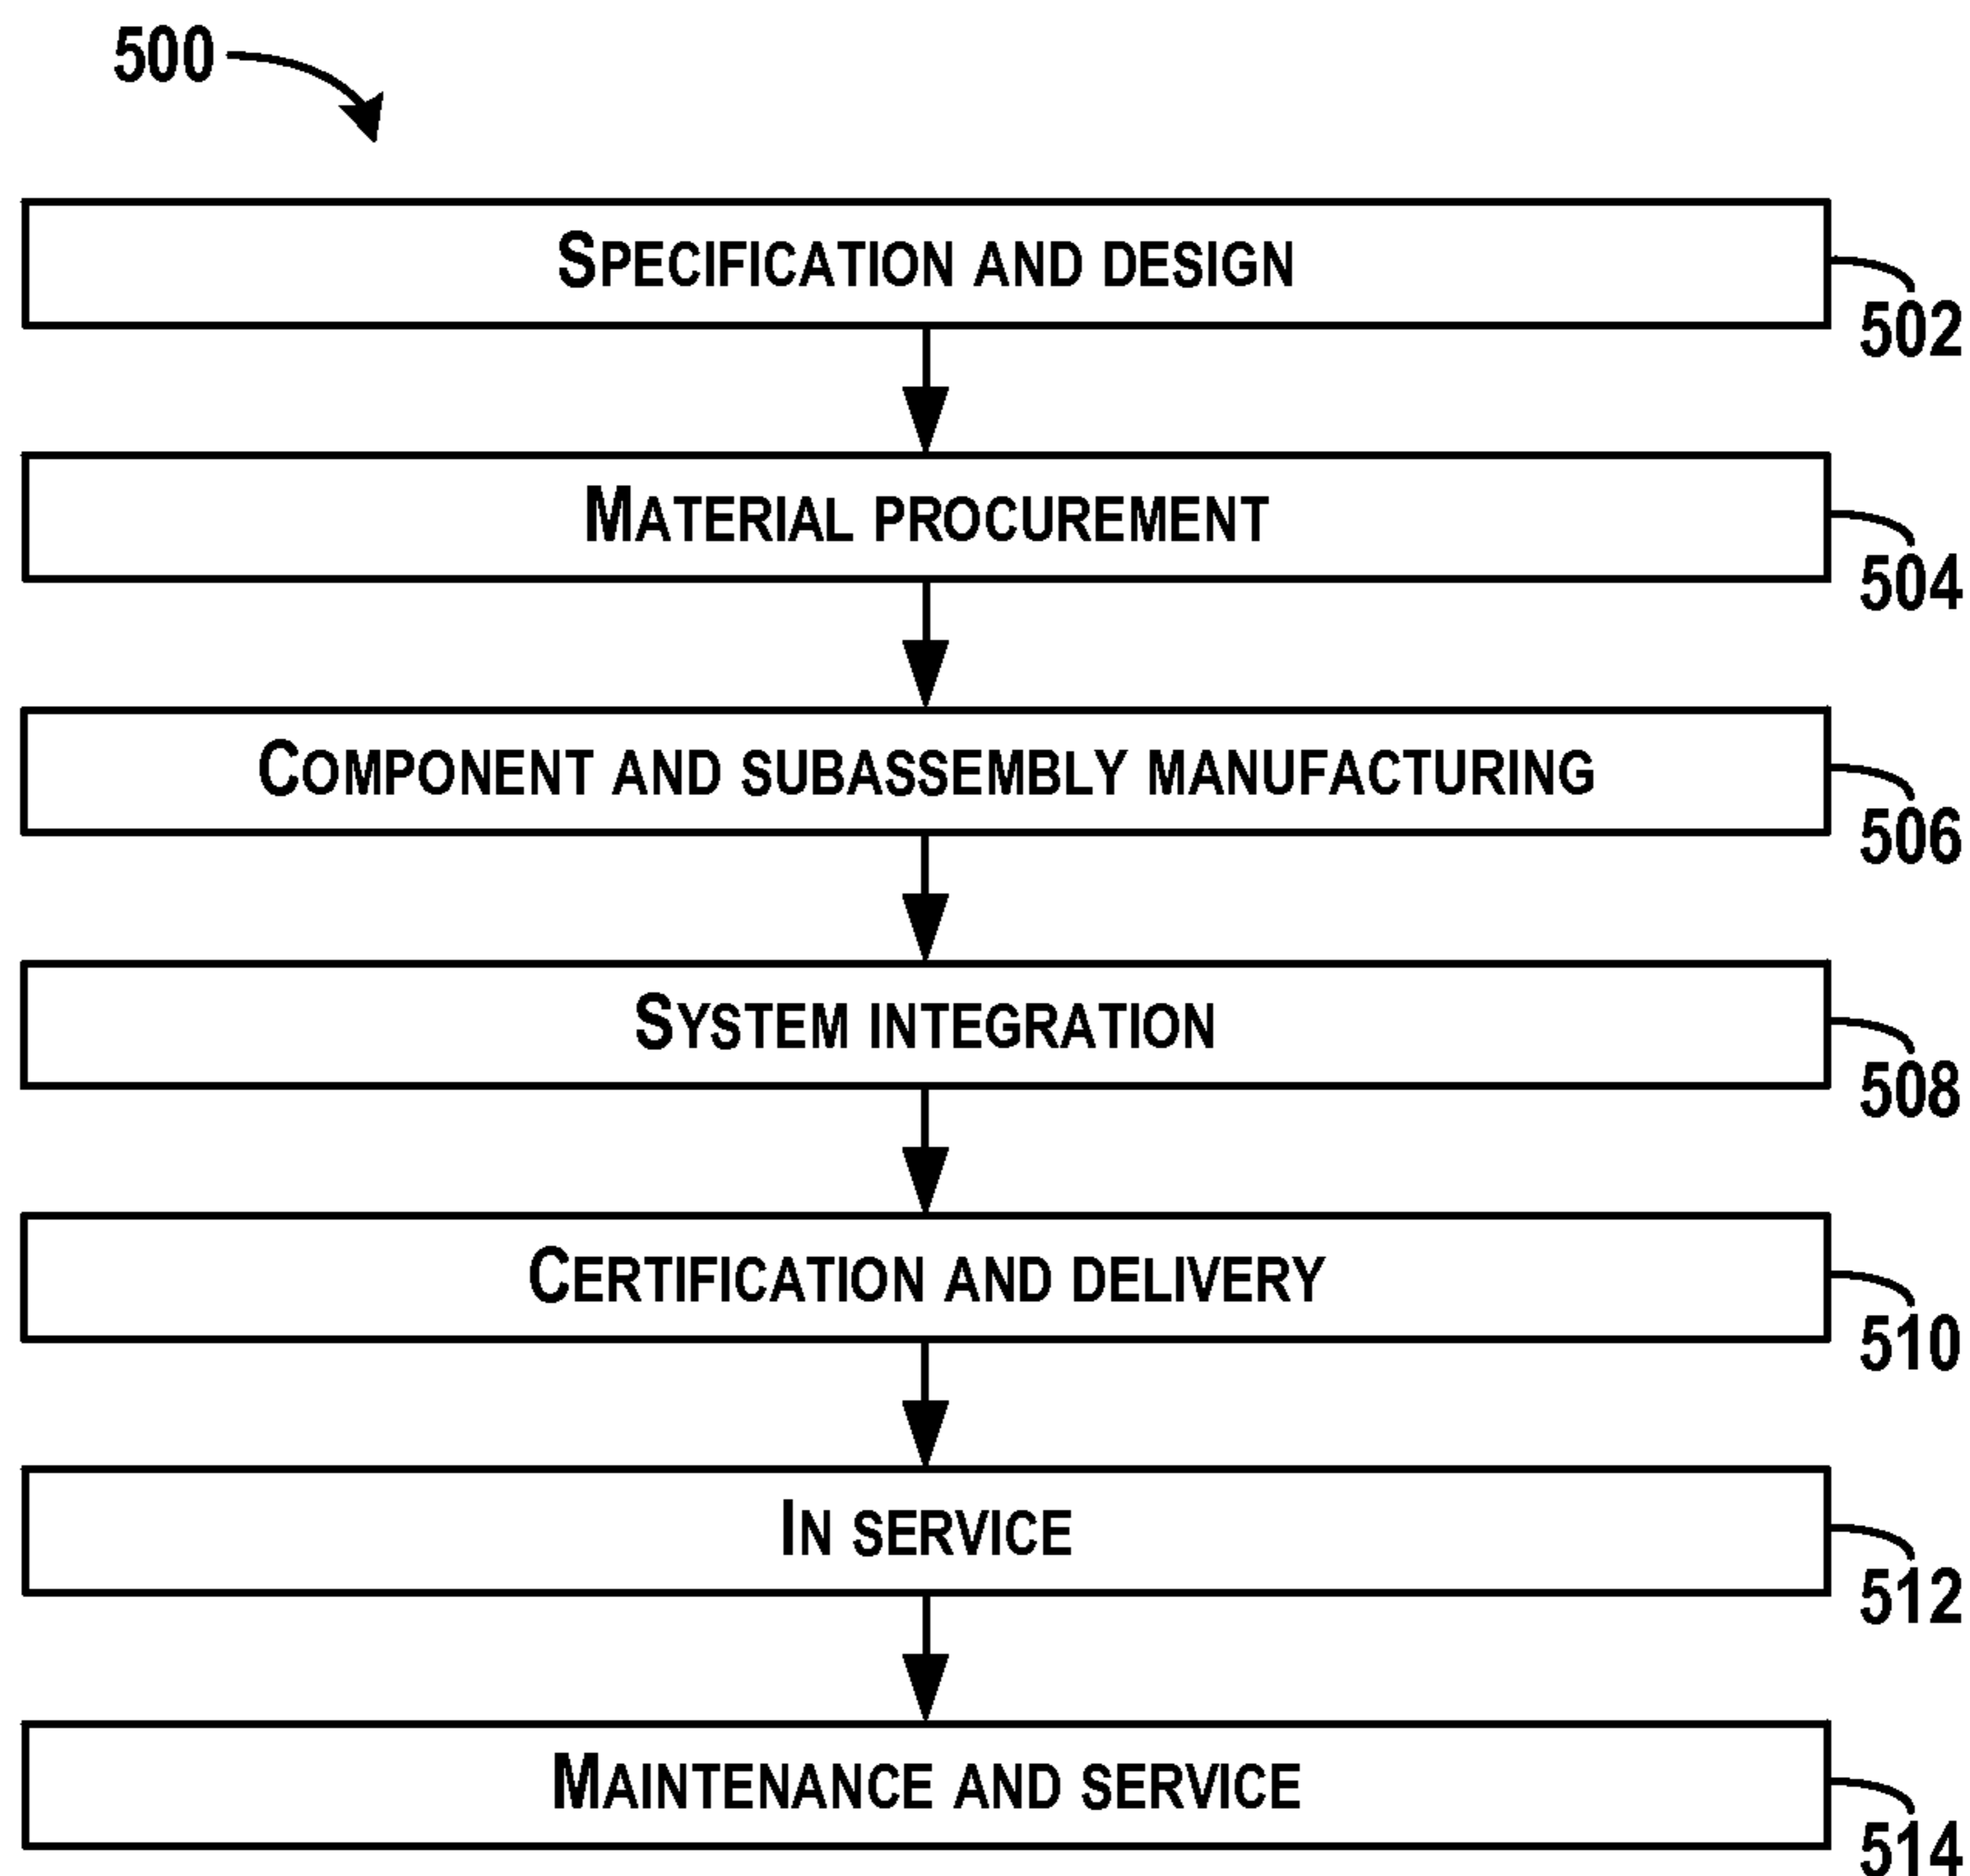 500
SPECIFICATION AND DESIGN
502
MATERIAL PROCUREMENT
504
COMPONENT AND SUBASSEMBLY MANUFACTURING
506
SYSTEM INTEGRATION
508
CERTIFICATION AND DELIVERY
510
IN SERVICE
512
MAINTENANCE AND SERVICE
514